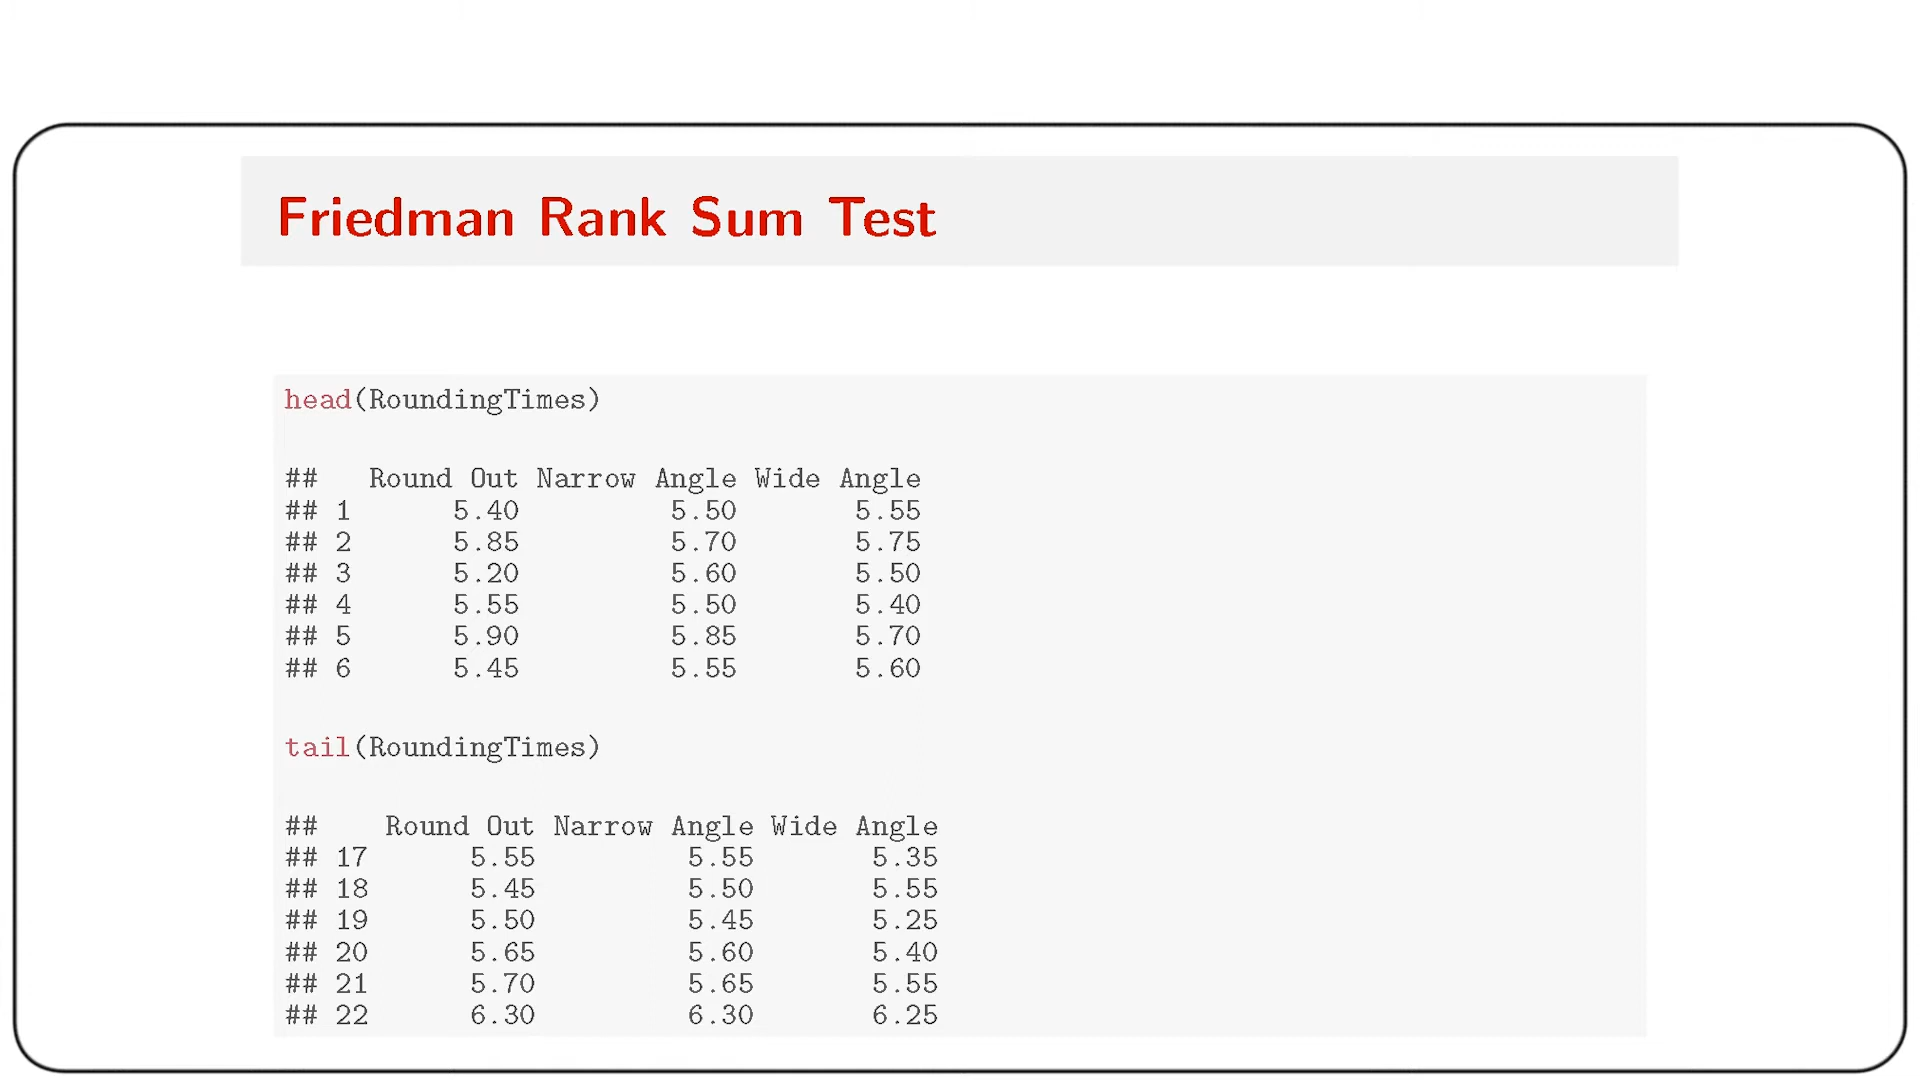 Friedman Rank Sum Test
head(RoundingTimes)
##   Round Out Narrow Angle Wide Angle
## 1      5.40         5.50       5.55
## 2      5.85         5.70       5.75
## 3      5.20         5.60       5.50
## 4      5.55         5.50       5.40
## 5      5.90         5.85       5.70
## 6      5.45         5.55       5.60
tail(RoundingTimes)
##    Round Out Narrow Angle Wide Angle
## 17      5.55         5.55       5.35
## 18      5.45         5.50       5.55
## 19      5.50         5.45       5.25
## 20      5.65         5.60       5.40
## 21      5.70         5.65       5.55
## 22      6.30         6.30       6.25